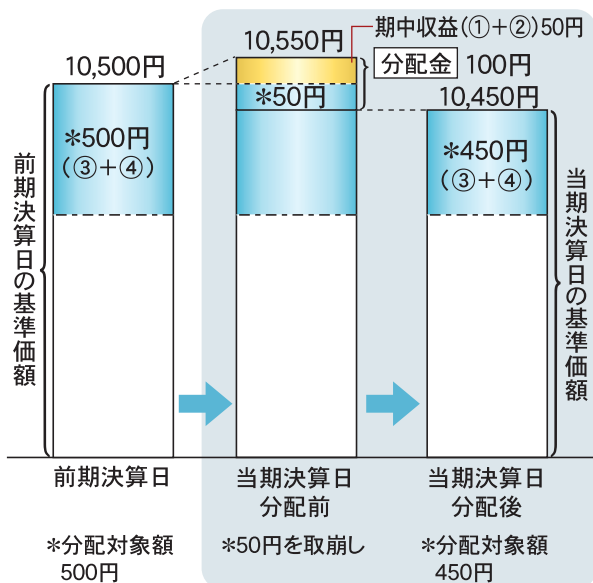 期中収益(①+②)50円
10,550円
10,500円
分配金 100円
*50円
10,450円
*500円
(③+④)
*450円
(③+④)
前期決算日の基準価額
当期決算日の基準価額
前期決算日
当期決算日
分配前
当期決算日
分配後
*分配対象額
500円
*50円を取崩し
*分配対象額
450円